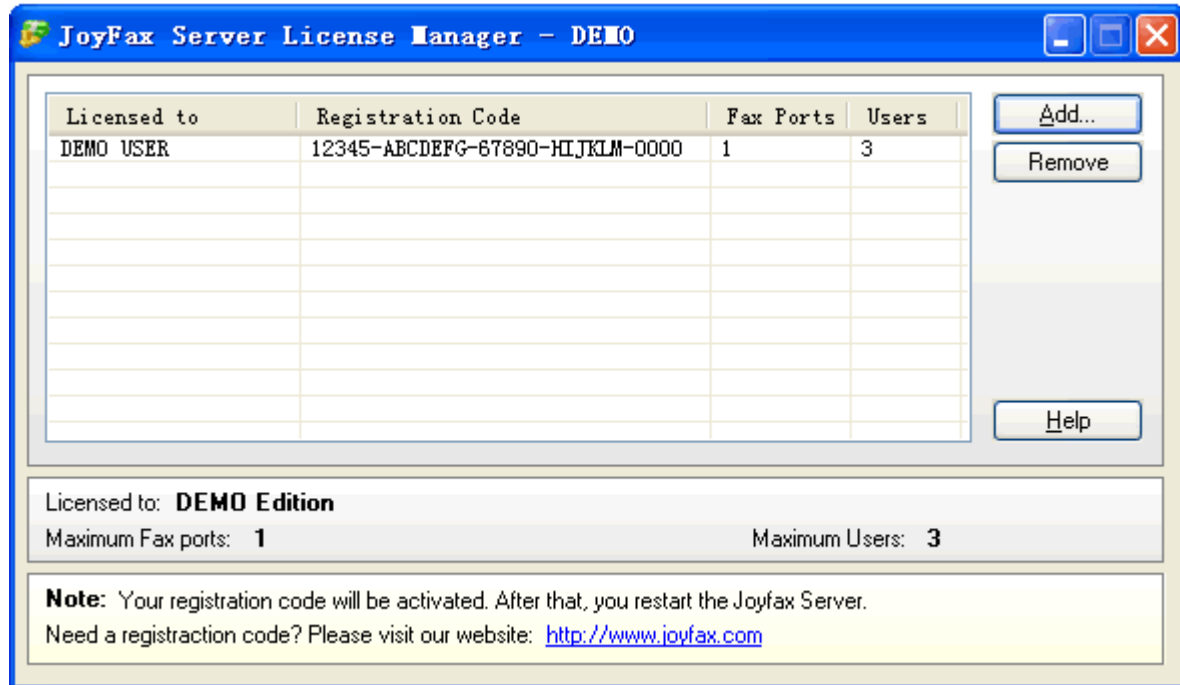 JoyFax Server License Manager - DEMO
Licensed to Registration Code Fax Ports Users
DEMO USER 12345-ABCDEFG-67890-HIJKLM-0000 1 3
Add...
Remove
Help
Licensed to: DEMO Edition
Maximum Fax ports: 1 Maximum Users: 3
Note: Your registration code will be activated. After that, you restart the Joyfax Server.
Need a registraction code? Please visit our website: http://www.joyfax.com